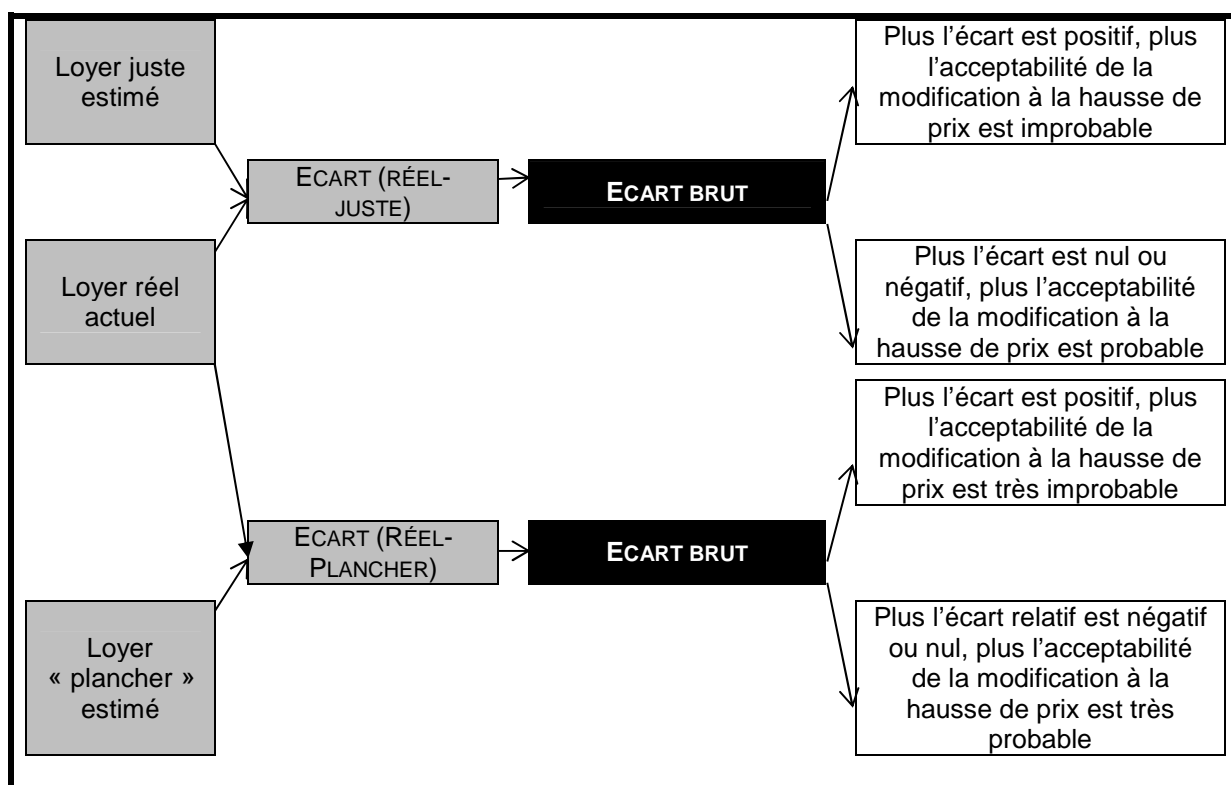 Loyer juste
estimé
Loyer réel
actuel
Loyer
« plancher »
estimé
ECART (RÉEL-
JUSTE)
ECART (RÉEL-
PLANCHER)
ECART BRUT
ECART BRUT
Plus l’écart est positif, plus
l’acceptabilité de la
modification à la hausse de
prix est improbable
Plus l’écart est nul ou
négatif, plus l’acceptabilité
de la modification à la
hausse de prix est probable
Plus l’écart est positif, plus
l’acceptabilité de la
modification à la hausse de
prix est très improbable
Plus l’écart relatif est négatif
ou nul, plus l’acceptabilité
de la modification à la
hausse de prix est très
probable